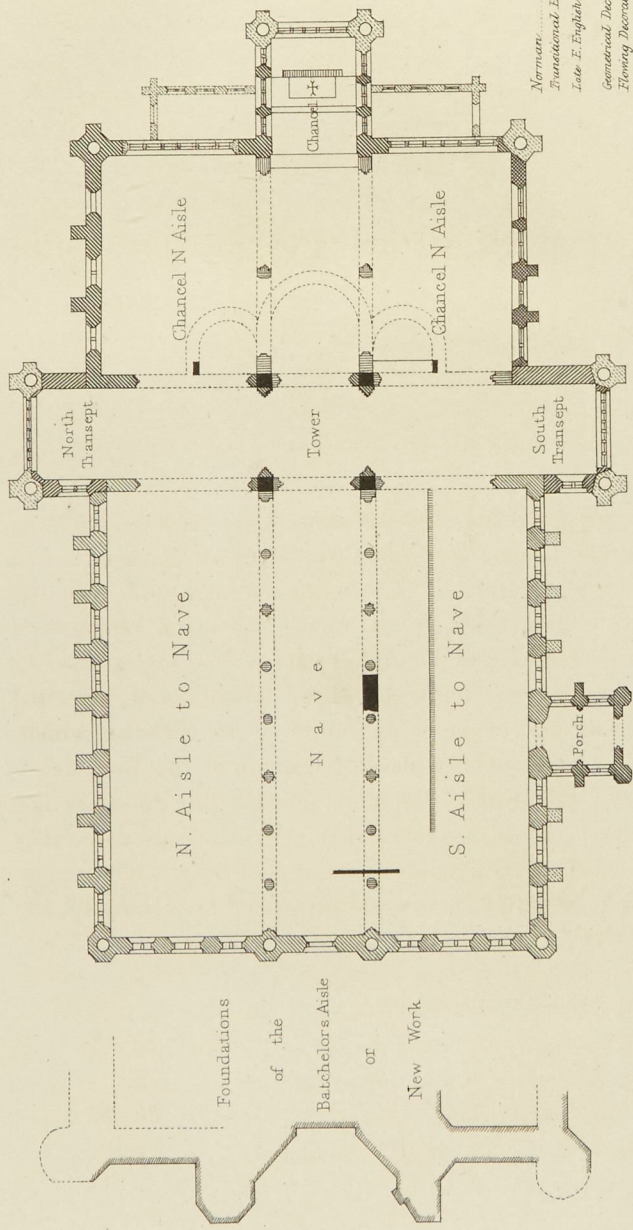 Norman
Transitional E
Late E. English
Geometrical Dec
Flowing Decora
Chancel
Chancel N Aisle
Chancel N Aisle
North
Transept
Tower
South
Transept
N. Aisle to Nave
Nave
S. Aisle to Nave
Porch
Foundations
of the
Batchelors Aisle
or
New Work